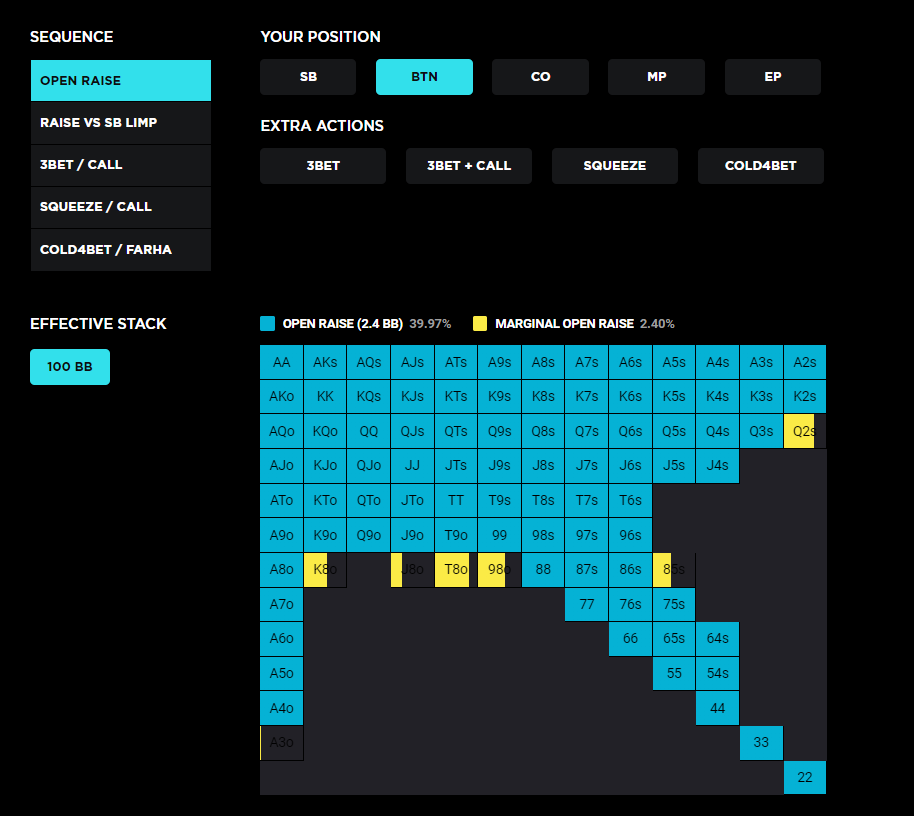 SEQUENCE
OPEN RAISE
RAISE VS SB LIMP
3BET / CALL
SQUEEZE / CALL
COLD4BET / FARHA
YOUR POSITION
SB BTN CO MP EP
EXTRA ACTIONS
3BET 3BET + CALL SQUEEZE COLD4BET
EFFECTIVE STACK
100 BB
OPEN RAISE (2.4 BB) 39.97% MARGINAL OPEN RAISE 2.40%
AA AKs AQs AJs ATs A9s A8s A7s A6s A5s A4s A3s A2s
AKo KK KQs KJs KTs K9s K8s K7s K6s K5s K4s K3s K2s
AQo KQo QQ QJs QTs Q9s Q8s Q7s Q6s Q5s Q4s Q3s Q2s
AJo KJo QJo JJ JTs J9s J8s J7s J6s J5s J4s
ATo KTo QTo JTo TT T9s T8s T7s T6s
A9o K9o Q9o J9o T9o 99 98s 97s 96s
A8o K8o J8o T8o 98o 88 87s 86s 85s
A7o 77 76s 75s
A6o 66 65s 64s
A5o 55 54s
A4o 44
A3o 33
22